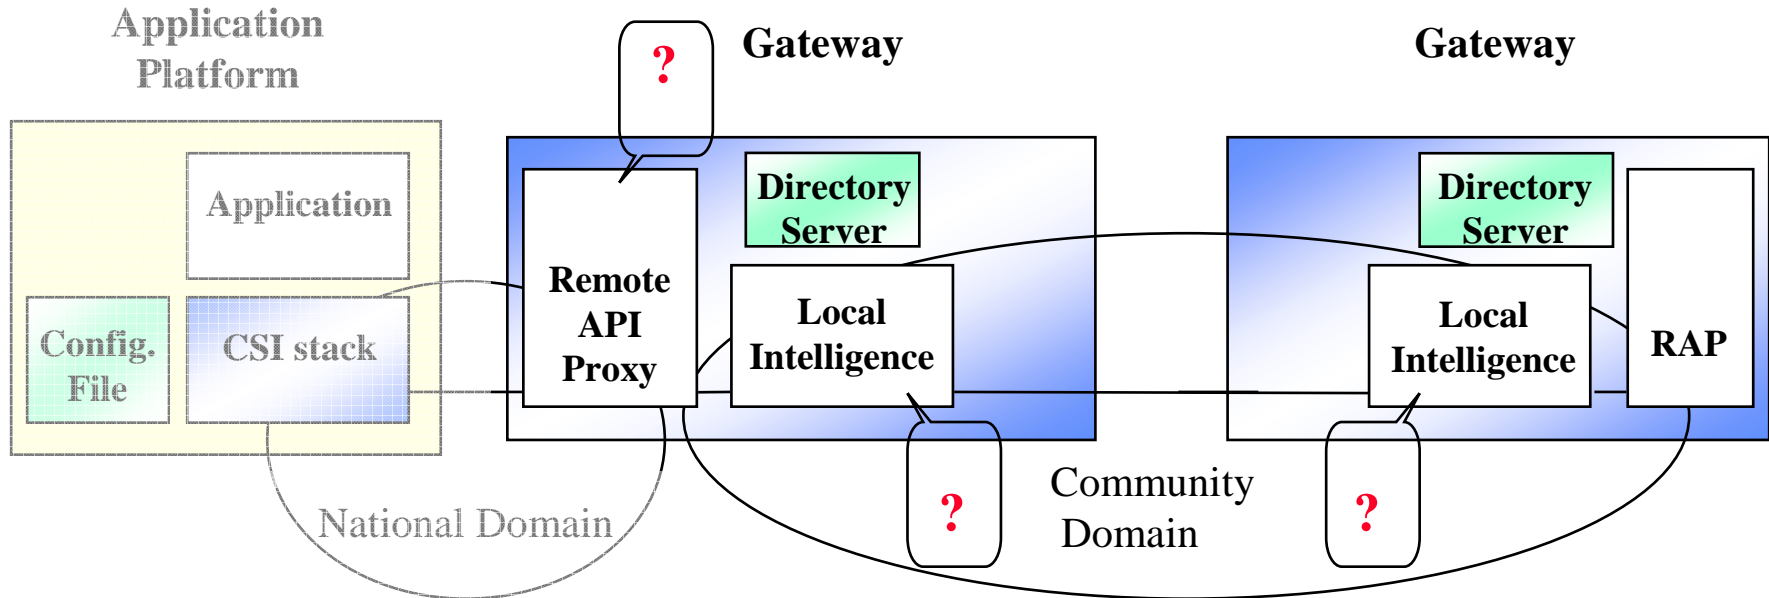 Application
Platform
Gateway
Gateway
?
Application
Config.
File
CSI stack
Remote
API
Proxy
Directory
Server
Local
Intelligence
Directory
Server
Local
Intelligence
RAP
National Domain
?
Community
Domain
?